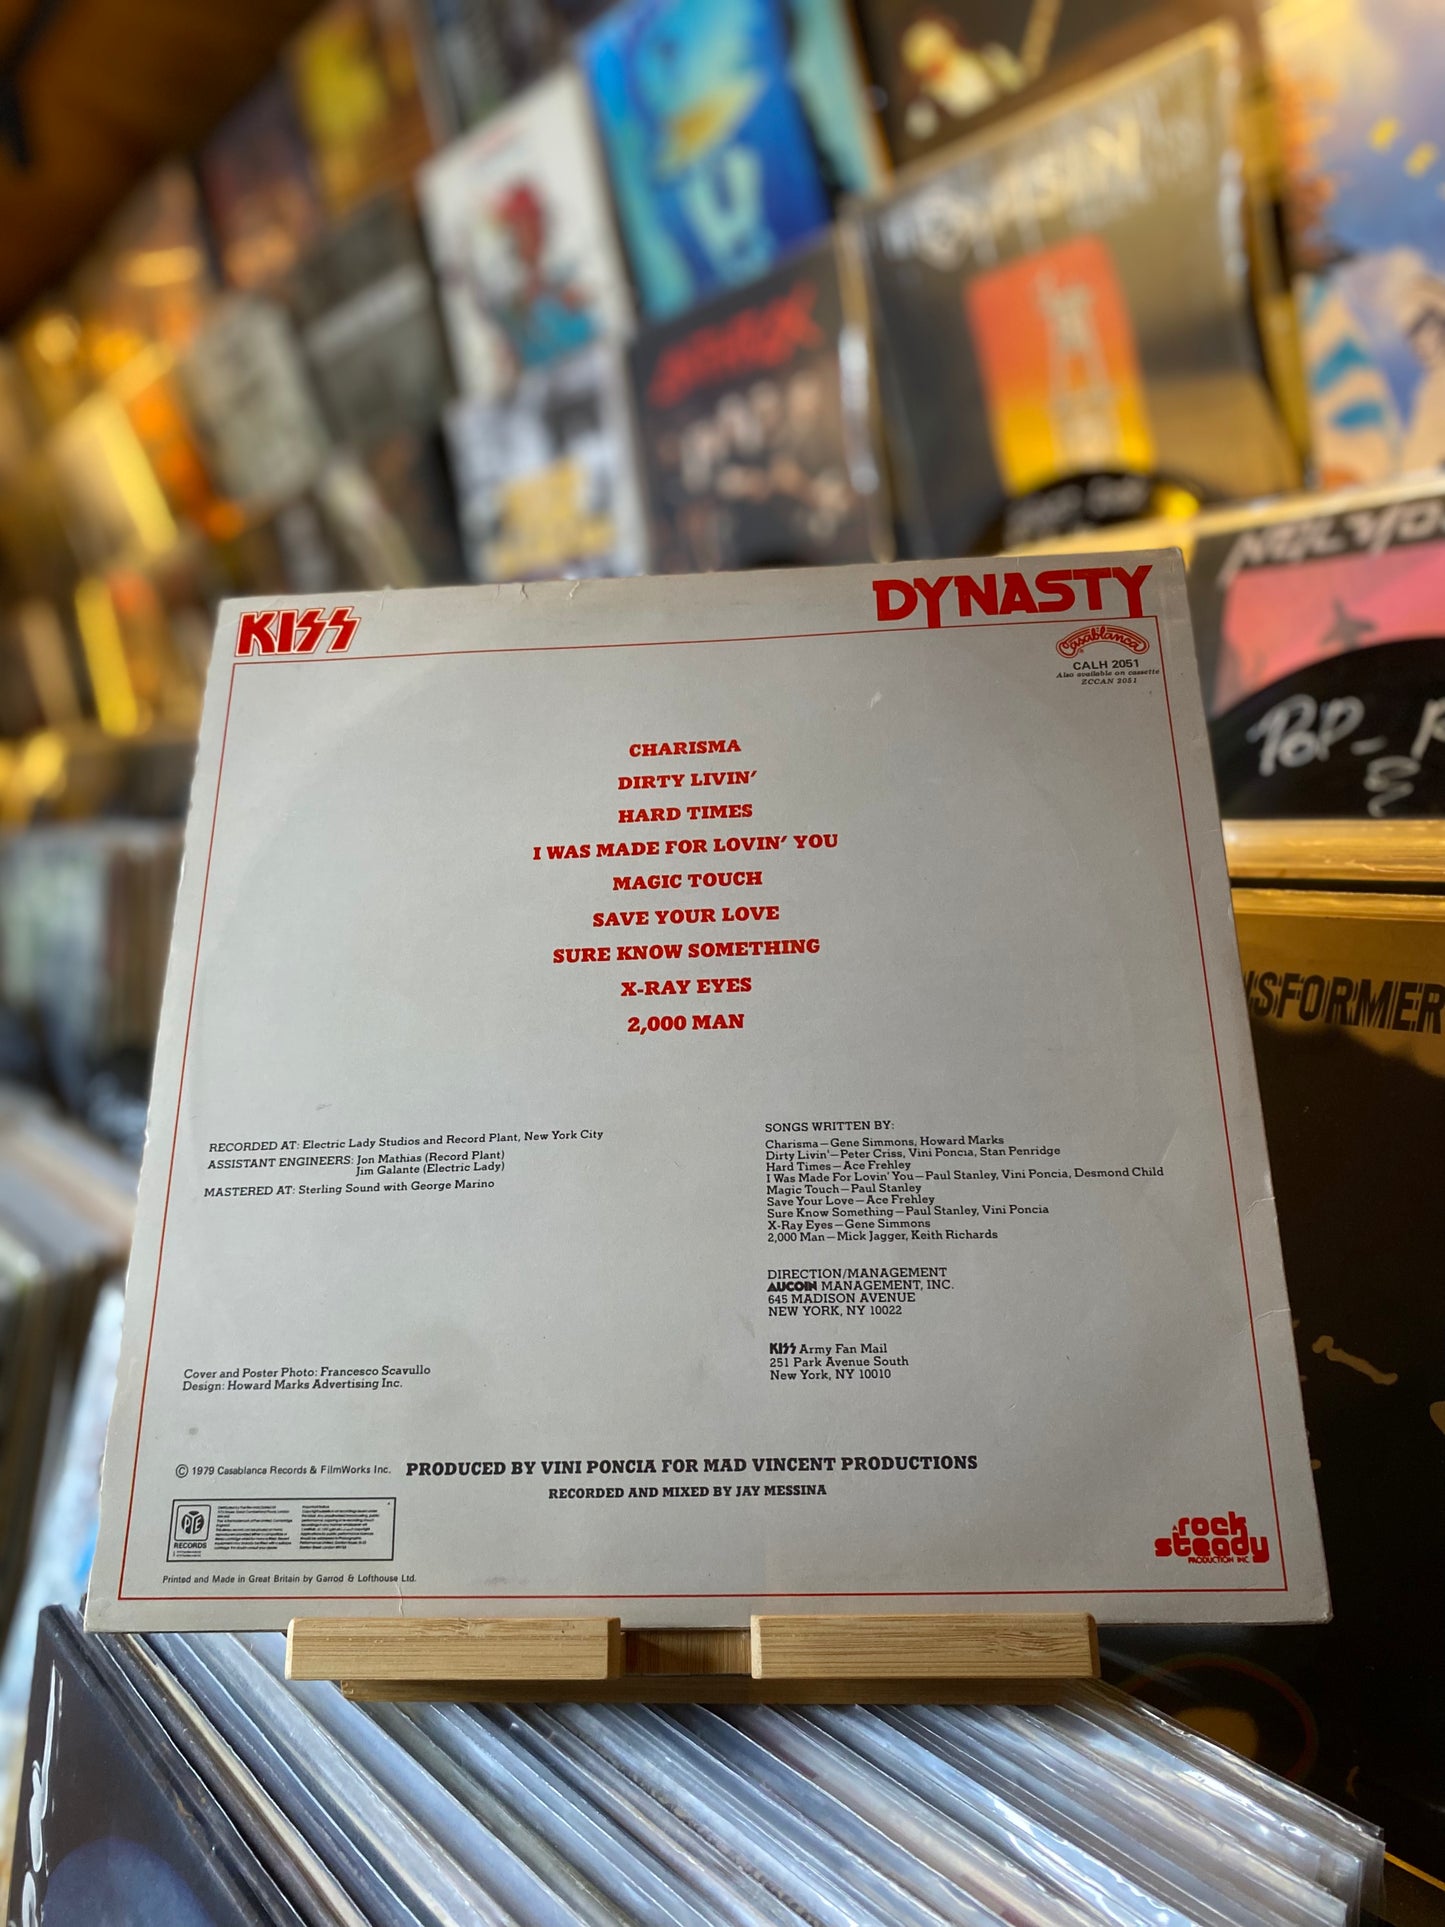 KISS
DYNASTY
Casablanca
CALH 2051
Also available on cassette
ZCCAN 2051
CHARISMA
DIRTY LIVIN'
HARD TIMES
I WAS MADE FOR LOVIN' YOU
MAGIC TOUCH
SAVE YOUR LOVE
SURE KNOW SOMETHING
X-RAY EYES
2,000 MAN
RECORDED AT: Electric Lady Studios and Record Plant, New York City
ASSISTANT ENGINEERS: Jon Mathias (Record Plant)
Jim Galante (Electric Lady)
MASTERED AT: Sterling Sound with George Marino
SONGS WRITTEN BY:
Charisma—Gene Simmons, Howard Marks
Dirty Livin'—Peter Criss, Vini Poncia, Stan Penridge
Hard Times—Ace Frehley
I Was Made For Lovin' You—Paul Stanley, Vini Poncia, Desmond Child
Magic Touch—Paul Stanley
Save Your Love—Ace Frehley
Sure Know Something—Paul Stanley, Vini Poncia
X-Ray Eyes—Gene Simmons
2,000 Man—Mick Jagger, Keith Richards
DIRECTION/MANAGEMENT
AUCOIN MANAGEMENT, INC.
645 MADISON AVENUE
NEW YORK, NY 10022
KISS Army Fan Mail
251 Park Avenue South
New York, NY 10010
Cover and Poster Photo: Francesco Scavullo
Design: Howard Marks Advertising Inc.
© 1979 Casablanca Records & FilmWorks Inc.
PRODUCED BY VINI PONCIA FOR MAD VINCENT PRODUCTIONS
RECORDED AND MIXED BY JAY MESSINA
PYE
RECORDS
A rock
steady
PRODUCTION INC
Printed and Made in Great Britain by Garrod & Lofthouse Ltd.
POP-R
SFORMER